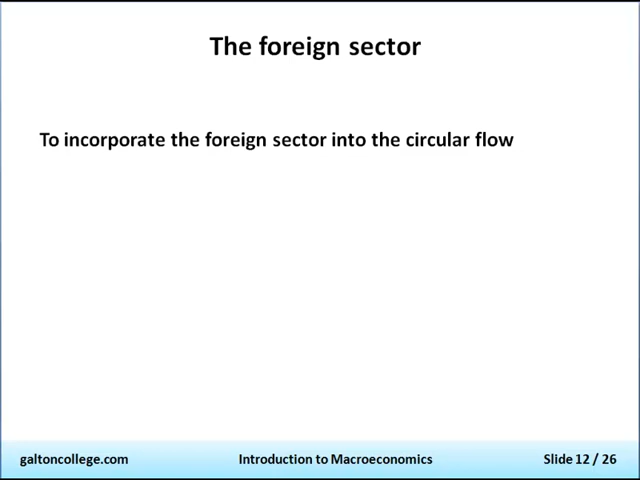 The foreign sector
To incorporate the foreign sector into the circular flow
galtoncollege.com Introduction to Macroeconomics Slide 12 / 26